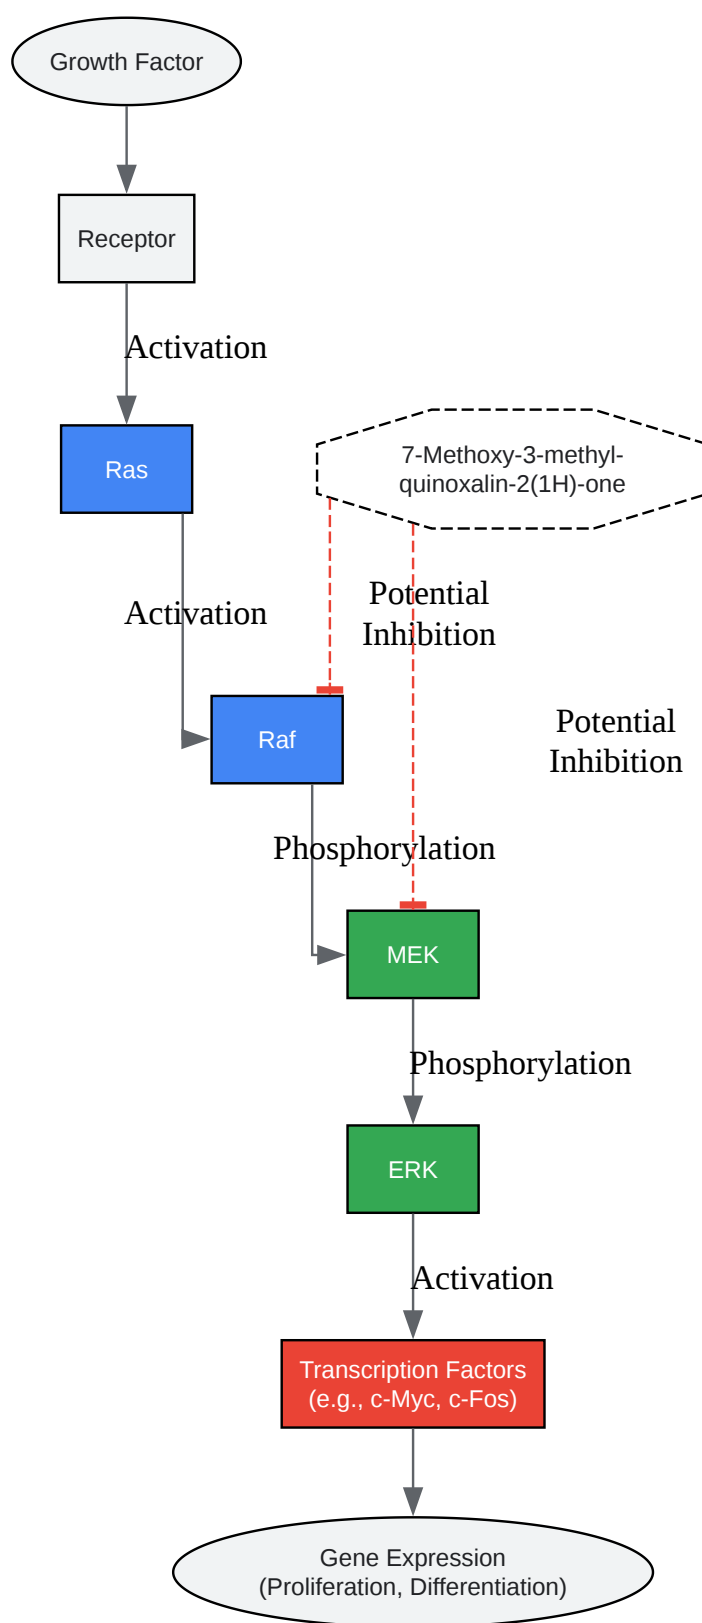 Growth Factor
Receptor
Activation
Ras
7-Methoxy-3-methyl-
quinoxalin-2(1H)-one
Activation
Potential
Inhibition
Raf
Potential
Inhibition
Phosphorylation
MEK
Phosphorylation
ERK
Activation
Transcription Factors
(e.g., c-Myc, c-Fos)
Gene Expression
(Proliferation, Differentiation)